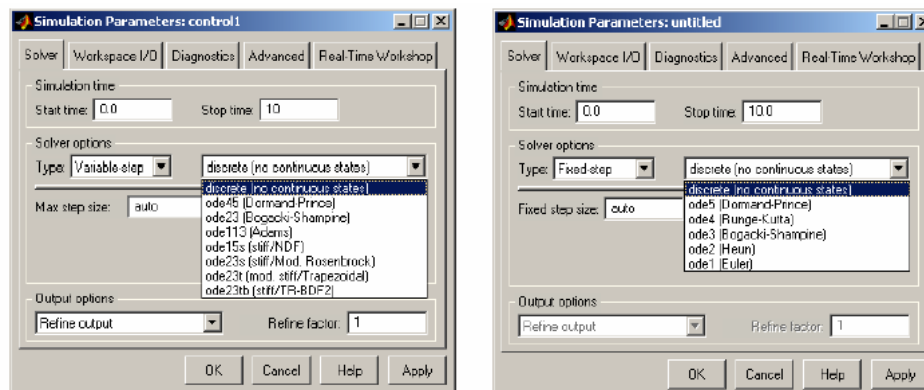 Simulation Parameters: control1
Solver Workspace I/O Diagnostics Advanced Real-Time Workshop
Simulation time
Start time: 0.0 Stop time: 10
Solver options
Type: Variable-step discrete (no continuous states)
discrete (no continuous states)
ode45 (Dormand-Prince)
Max step size: auto
ode23 (Bogacki-Shampine)
ode113 (Adams)
ode15s (stiff/NDF)
ode23s (stiff/Mod. Rosenbrock)
ode23t (mod. stiff/Trapezoidal)
ode23tb (stiff/TR-BDF2)
Output options
Refine output Refine factor: 1
OK Cancel Help Apply
Simulation Parameters: untitled
Solver Workspace I/O Diagnostics Advanced Real-Time Workshop
Simulation time
Start time: 0.0 Stop time: 10.0
Solver options
Type: Fixed-step discrete (no continuous states)
discrete (no continuous states)
ode5 (Dormand-Prince)
Fixed step size: auto
ode4 (Runge-Kutta)
ode3 (Bogacki-Shampine)
ode2 (Heun)
ode1 (Euler)
Output options
Refine output Refine factor: 1
OK Cancel Help Apply